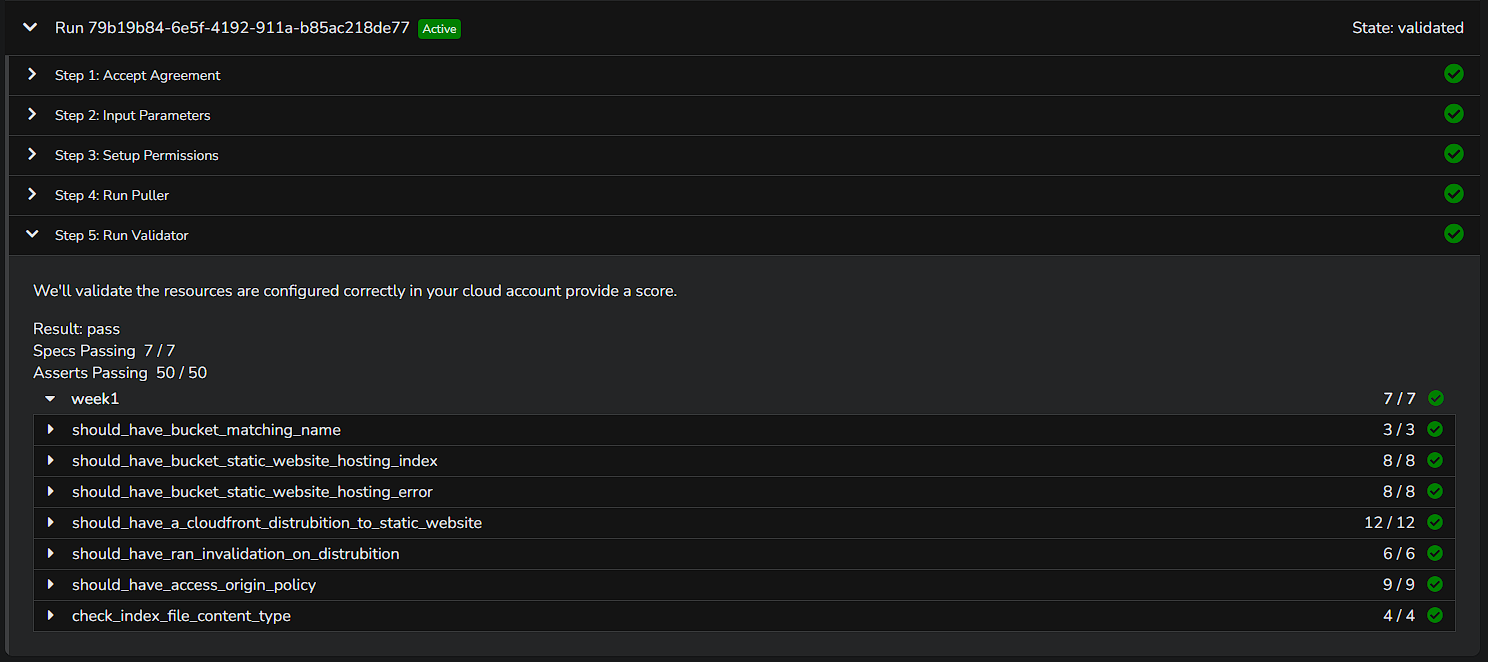 Run 79b19b84-6e5f-4192-911a-b85ac218de77 Active State: validated
Step 1: Accept Agreement
Step 2: Input Parameters
Step 3: Setup Permissions
Step 4: Run Puller
Step 5: Run Validator
We'll validate the resources are configured correctly in your cloud account provide a score.
Result: pass
Specs Passing 7 / 7
Asserts Passing 50 / 50
week1 7 / 7
should_have_bucket_matching_name 3 / 3
should_have_bucket_static_website_hosting_index 8 / 8
should_have_bucket_static_website_hosting_error 8 / 8
should_have_a_cloudfront_distrubition_to_static_website 12 / 12
should_have_ran_invalidation_on_distrubition 6 / 6
should_have_access_origin_policy 9 / 9
check_index_file_content_type 4 / 4